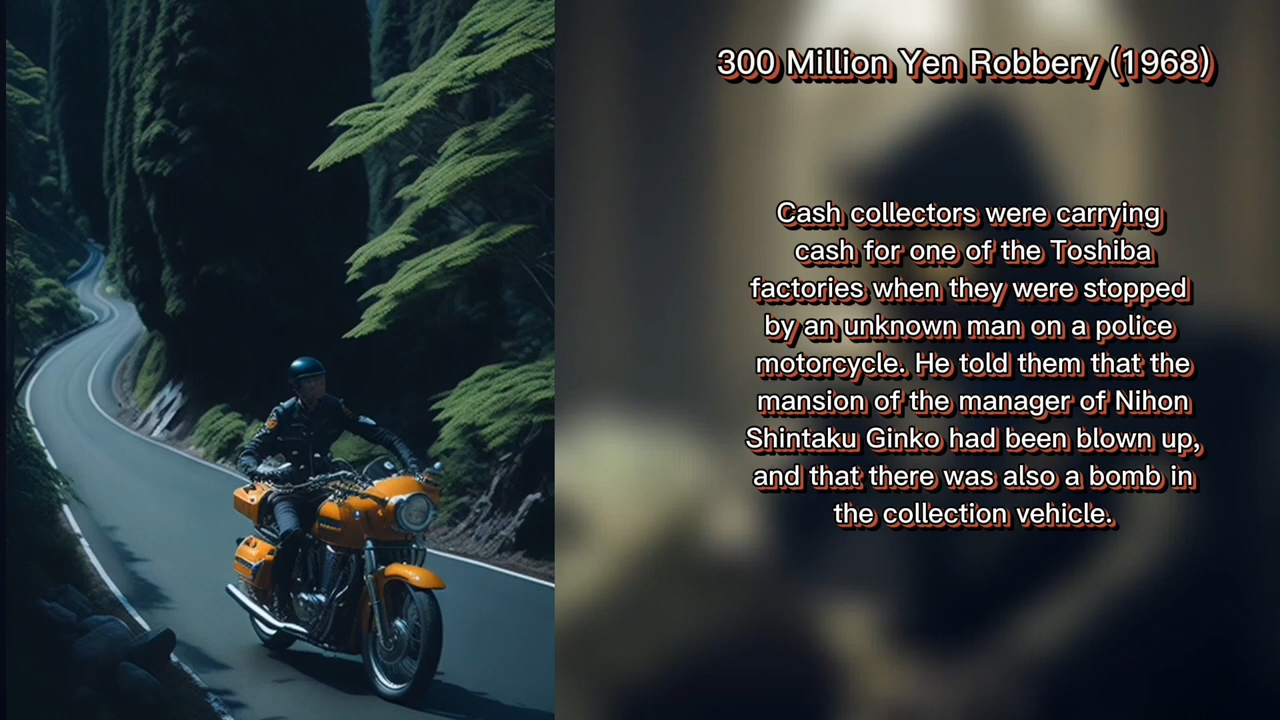 300 Million Yen Robbery (1968)
Cash collectors were carrying
cash for one of the Toshiba
factories when they were stopped
by an unknown man on a police
motorcycle. He told them that the
mansion of the manager of Nihon
Shintaku Ginko had been blown up,
and that there was also a bomb in
the collection vehicle.